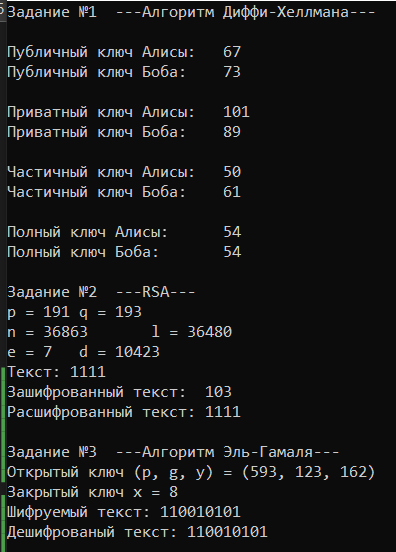 Задание №1 ---Алгоритм Диффи-Хеллмана---
Публичный ключ Алисы: 67
Публичный ключ Боба: 73
Приватный ключ Алисы: 101
Приватный ключ Боба: 89
Частичный ключ Алисы: 50
Частичный ключ Боба: 61
Полный ключ Алисы: 54
Полный ключ Боба: 54
Задание №2 ---RSA---
p = 191 q = 193
n = 36863 l = 36480
e = 7 d = 10423
Текст: 1111
Зашифрованный текст: 103
Расшифрованный текст: 1111
Задание №3 ---Алгоритм Эль-Гамаля---
Открытый ключ (p, g, y) = (593, 123, 162)
Закрытый ключ x = 8
Шифруемый текст: 110010101
Дешифрованый текст: 110010101